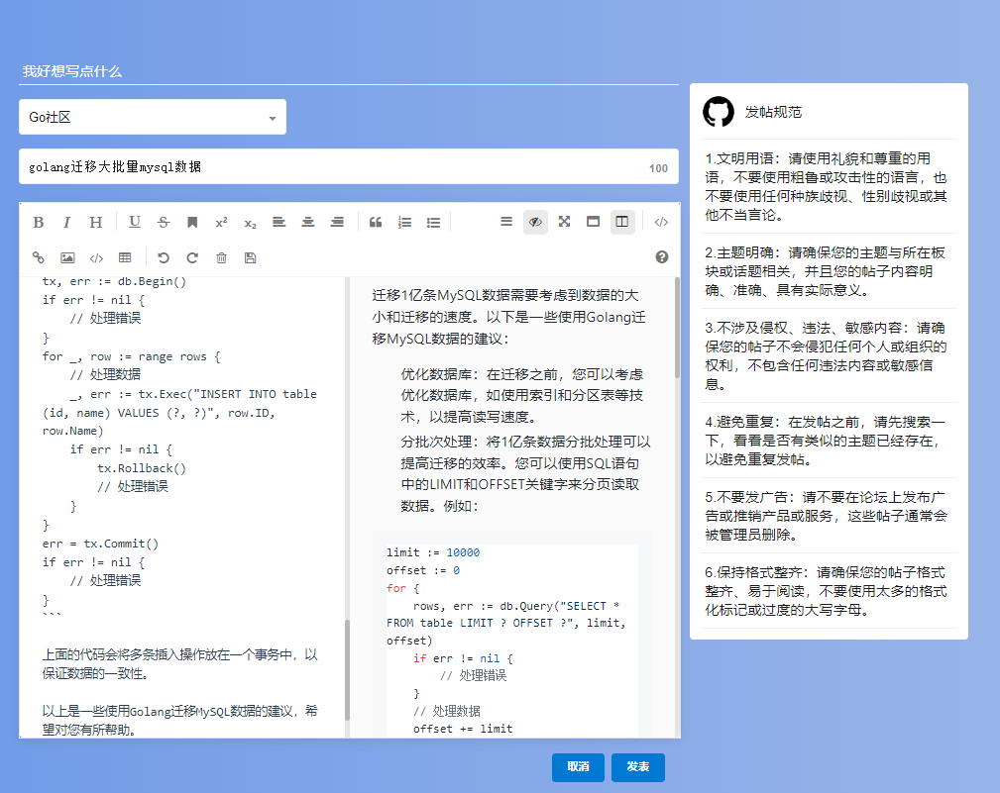 我好想写点什么
Go社区
golang迁移大批量mysql数据
100
B I H U S x² x₂
tx, err := db.Begin()
if err != nil {
// 处理错误
}
for _, row := range rows {
// 处理数据
_, err := tx.Exec("INSERT INTO table
(id, name) VALUES (?, ?)", row.ID,
row.Name)
if err != nil {
tx.Rollback()
// 处理错误
}
}
err = tx.Commit()
if err != nil {
// 处理错误
}
```
上面的代码会将多条插入操作放在一个事务中，以
保证数据的一致性。
以上是一些使用Golang迁移MySQL数据的建议，希
望对您有所帮助。
迁移1亿条MySQL数据需要考虑到数据的大
小和迁移的速度。以下是一些使用Golang迁
移MySQL数据的建议：
优化数据库：在迁移之前，您可以考虑
优化数据库，如使用索引和分区表等技
术，以提高读写速度。
分批次处理：将1亿条数据分批处理可以
提高迁移的效率。您可以使用SQL语句
中的LIMIT和OFFSET关键字来分页读取
数据。例如：
limit := 10000
offset := 0
for {
rows, err := db.Query("SELECT *
FROM table LIMIT ? OFFSET ?", limit,
offset)
if err != nil {
// 处理错误
}
// 处理数据
offset += limit
取消
发表
发帖规范
1.文明用语：请使用礼貌和尊重的用
语，不要使用粗鲁或攻击性的语言，也
不要使用任何种族歧视、性别歧视或其
他不当言论。
2.主题明确：请确保您的主题与所在板
块或话题相关，并且您的帖子内容明
确、准确、具有实际意义。
3.不涉及侵权、违法、敏感内容：请确
保您的帖子不会侵犯任何个人或组织的
权利，不包含任何违法内容或敏感信
息。
4.避免重复：在发帖之前，请先搜索一
下，看看是否有类似的主题已经存在，
以避免重复发帖。
5.不要发广告：请不要在论坛上发布广
告或推销产品或服务，这些帖子通常会
被管理员删除。
6.保持格式整齐：请确保您的帖子格式
整齐、易于阅读，不要使用太多的格式
化标记或过度的大写字母。